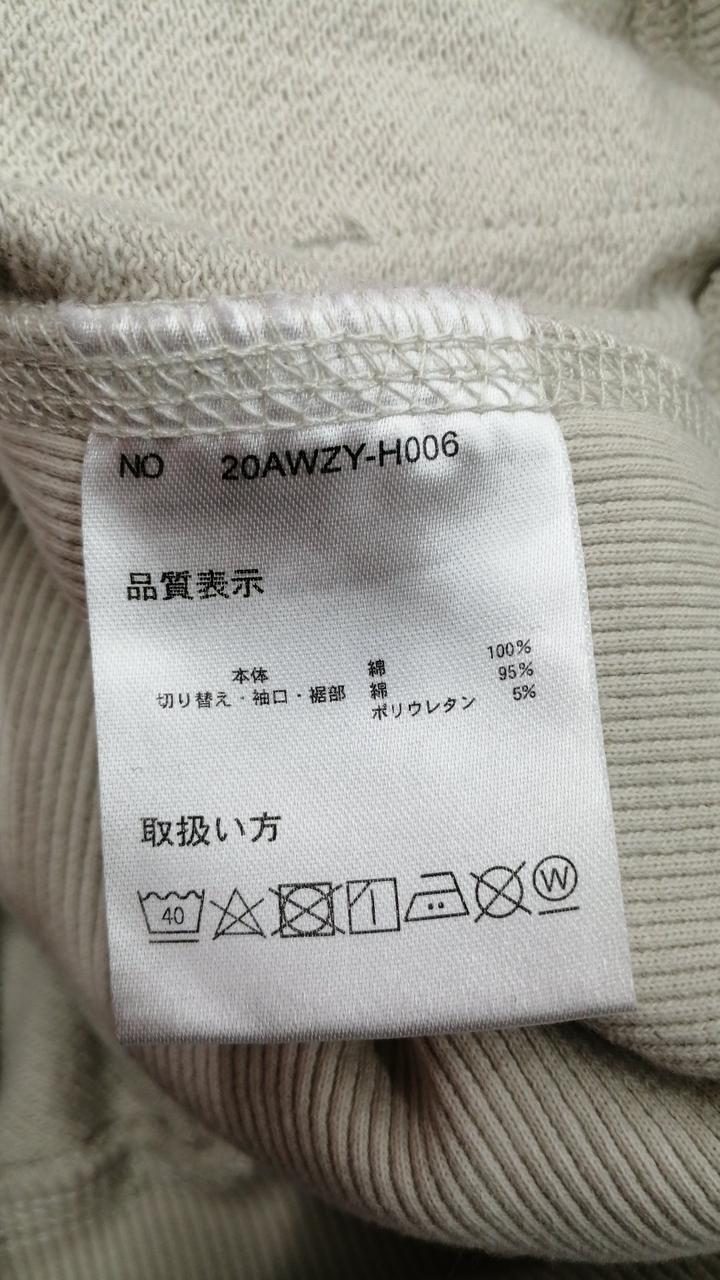 NO 20AWZY-H006
品質表示
本体 綿 100%
切り替え・袖口・裾部 綿 95%
ポリウレタン 5%
取扱い方
40 W